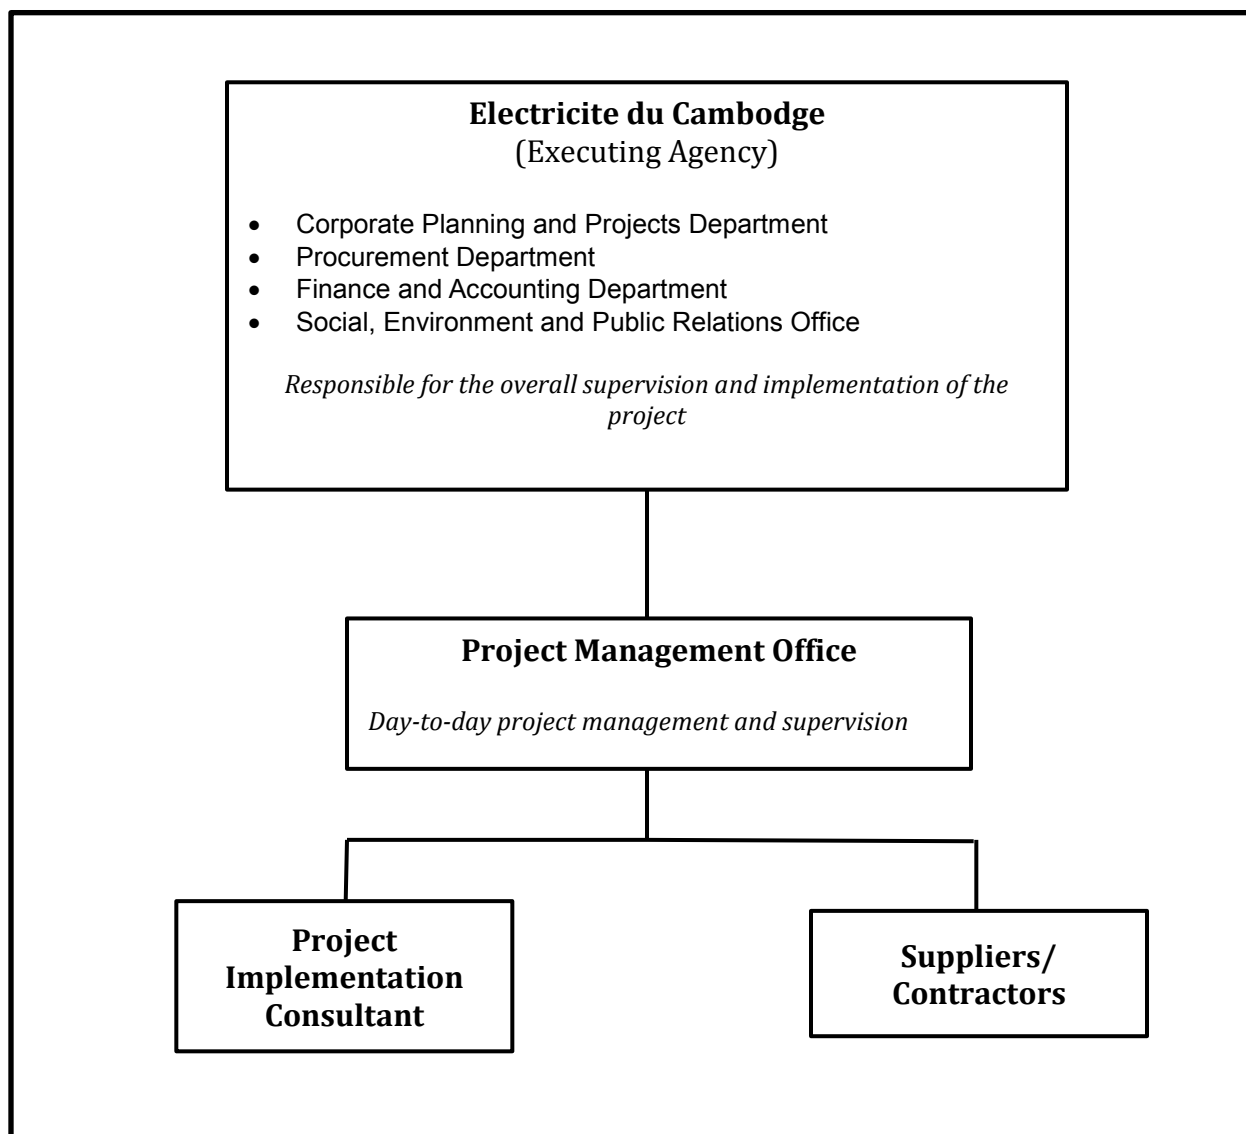 Electricite du Cambodge
(Executing Agency)
• Corporate Planning and Projects Department
• Procurement Department
• Finance and Accounting Department
• Social, Environment and Public Relations Office
Responsible for the overall supervision and implementation of the
project
Project Management Office
Day-to-day project management and supervision
Project
Implementation
Consultant
Suppliers/
Contractors